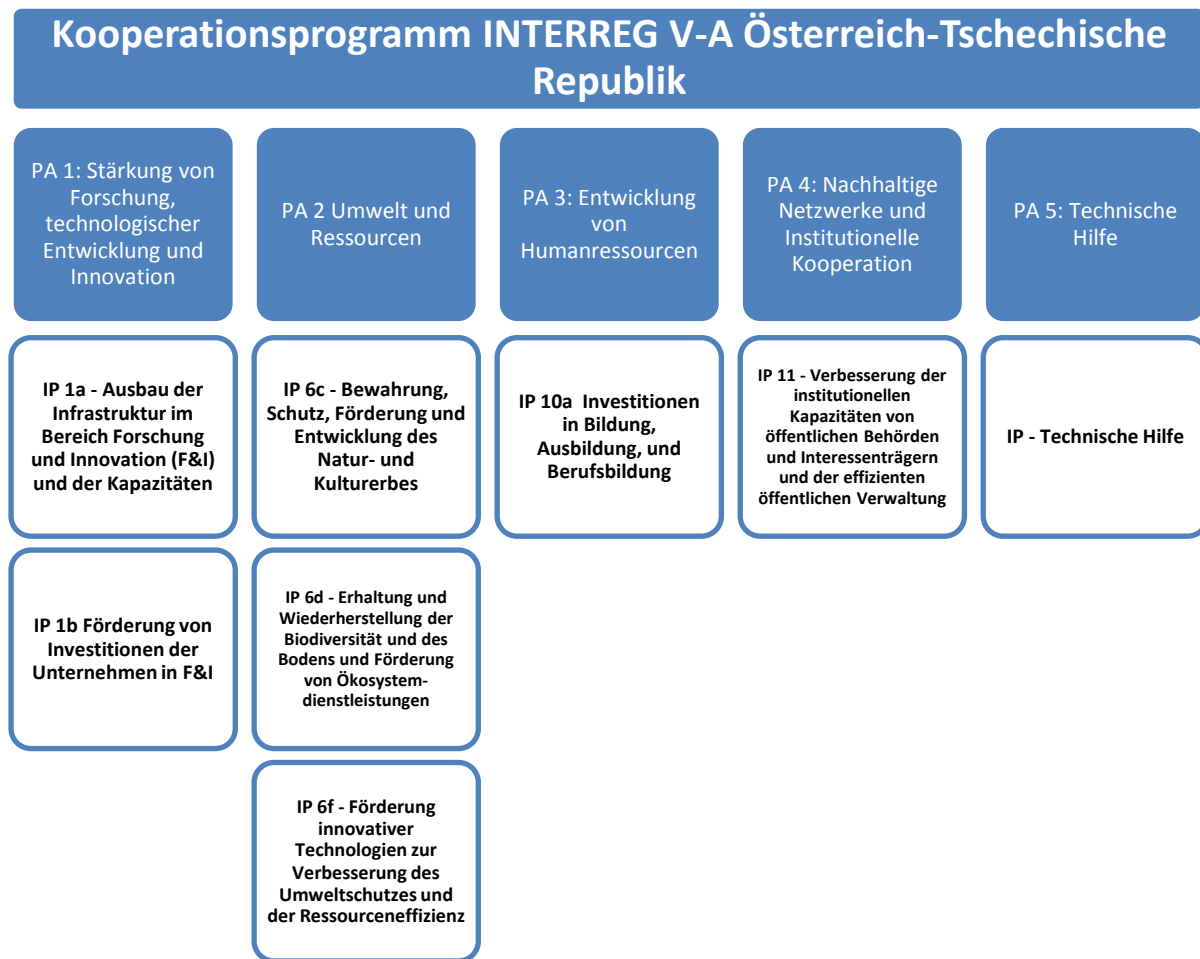 Kooperationsprogramm INTERREG V-A Österreich-Tschechische
Republik
PA 1: Stärkung von
Forschung,
technologischer
Entwicklung und
Innovation
PA 2 Umwelt und
Ressourcen
PA 3: Entwicklung
von
Humanressourcen
PA 4: Nachhaltige
Netzwerke und
Institutionelle
Kooperation
PA 5: Technische
Hilfe
IP 1a - Ausbau der
Infrastruktur im
Bereich Forschung
und Innovation (F&I)
und der Kapazitäten
IP 6c - Bewahrung,
Schutz, Förderung und
Entwicklung des
Natur- und
Kulturerbes
IP 10a Investitionen
in Bildung,
Ausbildung, und
Berufsbildung
IP 11 - Verbesserung der
institutionellen
Kapazitäten von
öffentlichen Behörden
und Interessenträgern
und der effizienten
öffentlichen Verwaltung
IP - Technische Hilfe
IP 1b Förderung von
Investitionen der
Unternehmen in F&I
IP 6d - Erhaltung und
Wiederherstellung der
Biodiversität und des
Bodens und Förderung
von Ökosystem-
dienstleistungen
IP 6f - Förderung
innovativer
Technologien zur
Verbesserung des
Umweltschutzes und
der Ressourceneffizienz